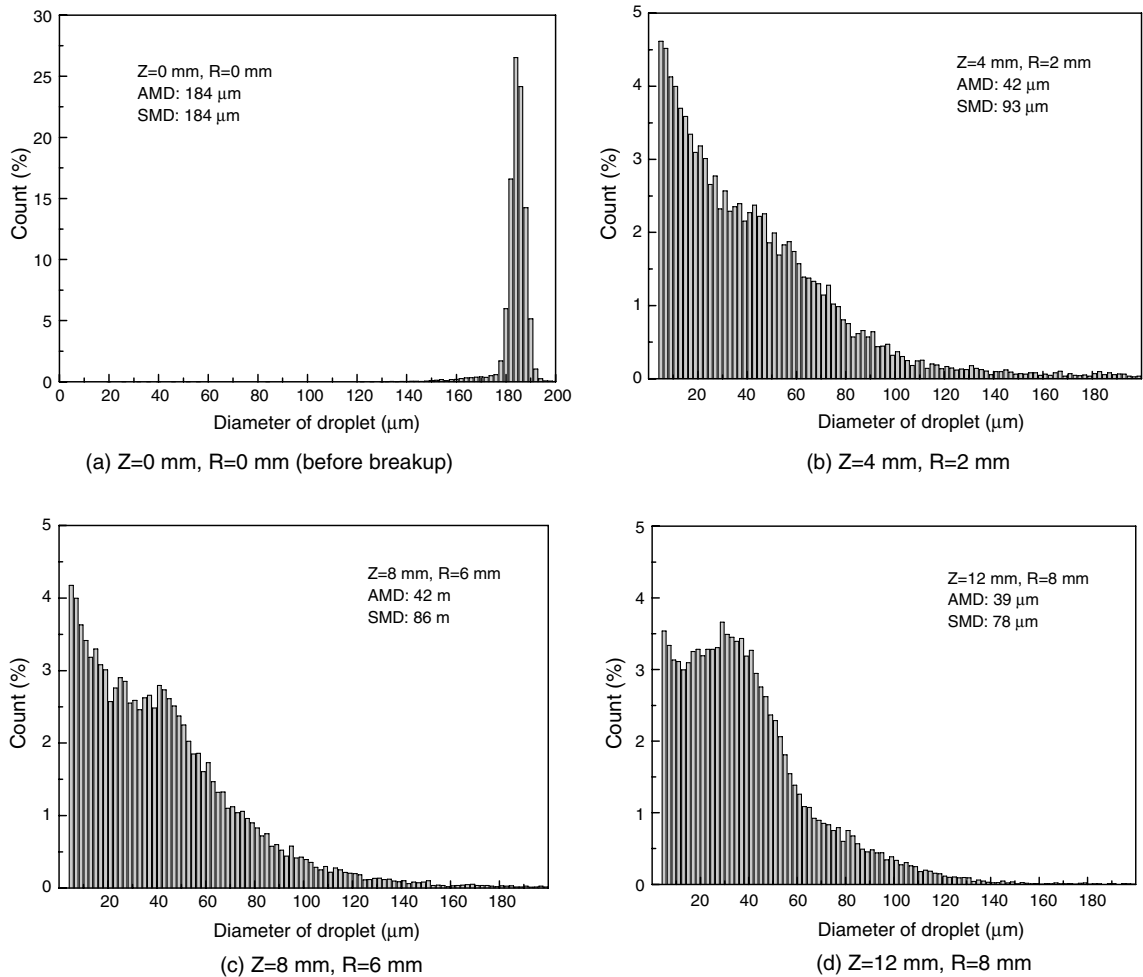 30
25
20
15
10
5
0
Count (%)
Z=0 mm, R=0 mm
AMD: 184 μm
SMD: 184 μm
0 20 40 60 80 100 120 140 160 180 200
Diameter of droplet (μm)
(a) Z=0 mm, R=0 mm (before breakup)
5
4
3
2
1
0
Count (%)
Z=4 mm, R=2 mm
AMD: 42 μm
SMD: 93 μm
20 40 60 80 100 120 140 160 180
Diameter of droplet (μm)
(b) Z=4 mm, R=2 mm
5
4
3
2
1
0
Count (%)
Z=8 mm, R=6 mm
AMD: 42 m
SMD: 86 m
20 40 60 80 100 120 140 160 180
Diameter of droplet (μm)
(c) Z=8 mm, R=6 mm
5
4
3
2
1
0
Count (%)
Z=12 mm, R=8 mm
AMD: 39 μm
SMD: 78 μm
20 40 60 80 100 120 140 160 180
Diameter of droplet (μm)
(d) Z=12 mm, R=8 mm